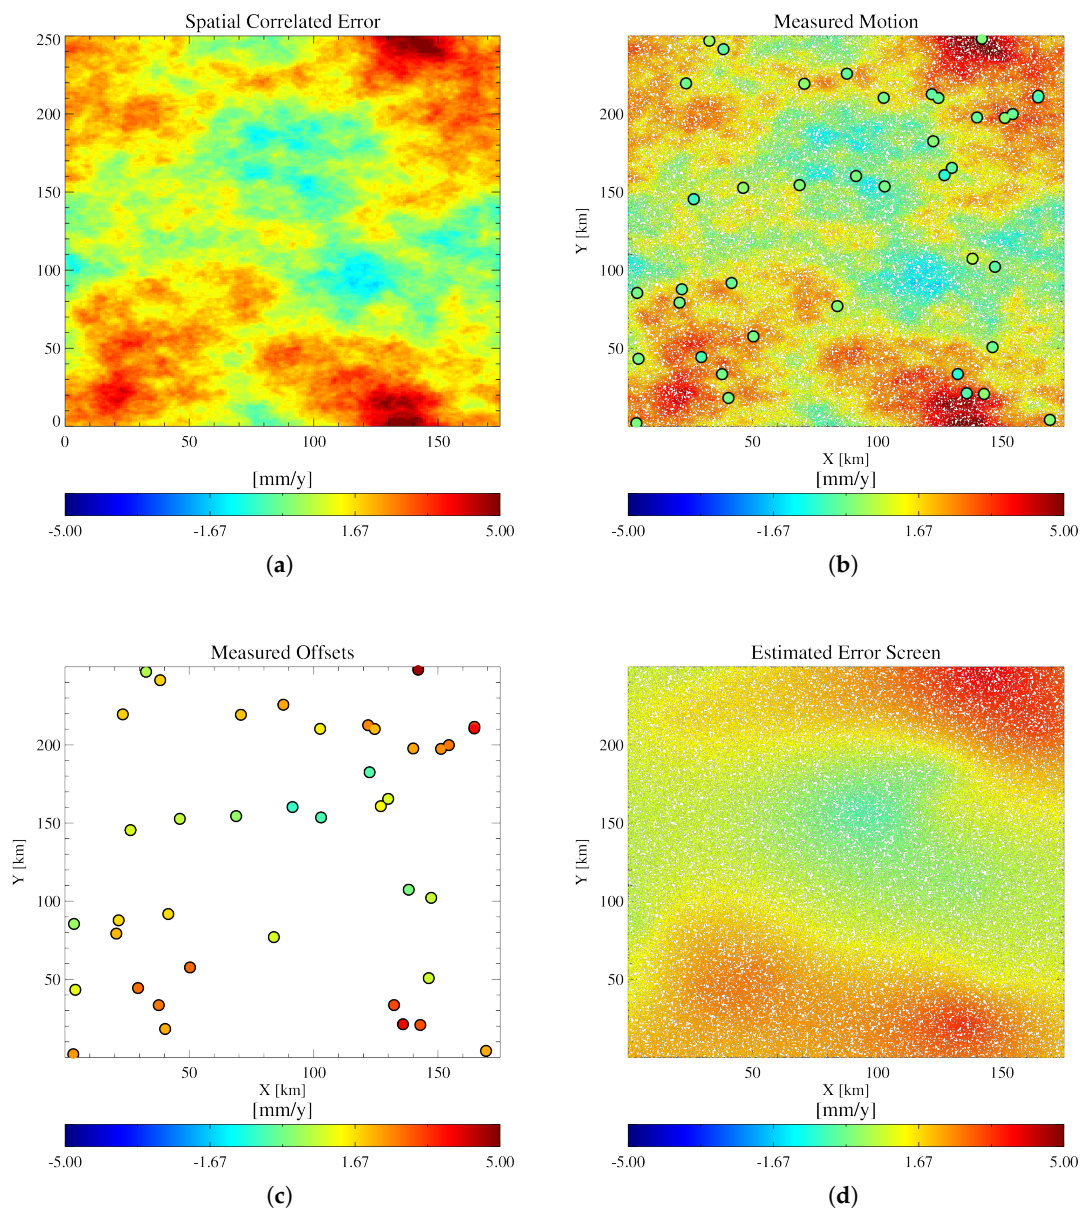 Spatial Correlated Error
250
200
150
100
50
0
0 50 100 150
[mm/y]
-5.00 -1.67 1.67 5.00
(a)
Measured Motion
Y [km]
200
150
100
50
50 100 150
X [km]
[mm/y]
-5.00 -1.67 1.67 5.00
(b)
Measured Offsets
Y [km]
200
150
100
50
50 100 150
X [km]
[mm/y]
-5.00 -1.67 1.67 5.00
(c)
Estimated Error Screen
Y [km]
200
150
100
50
50 100 150
X [km]
[mm/y]
-5.00 -1.67 1.67 5.00
(d)